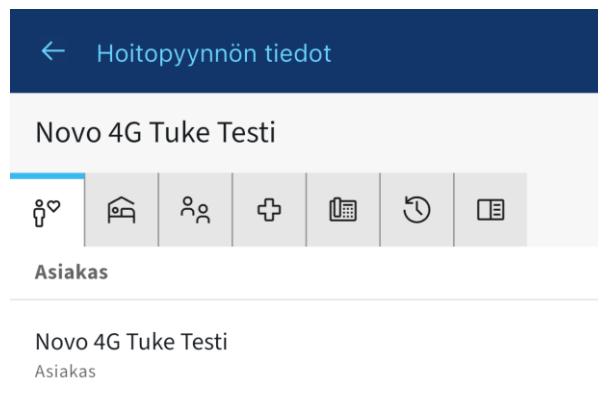 Hoitopyynnön tiedot
Novo 4G Tuke Testi
Asiakas
Novo 4G Tuke Testi
Asiakas